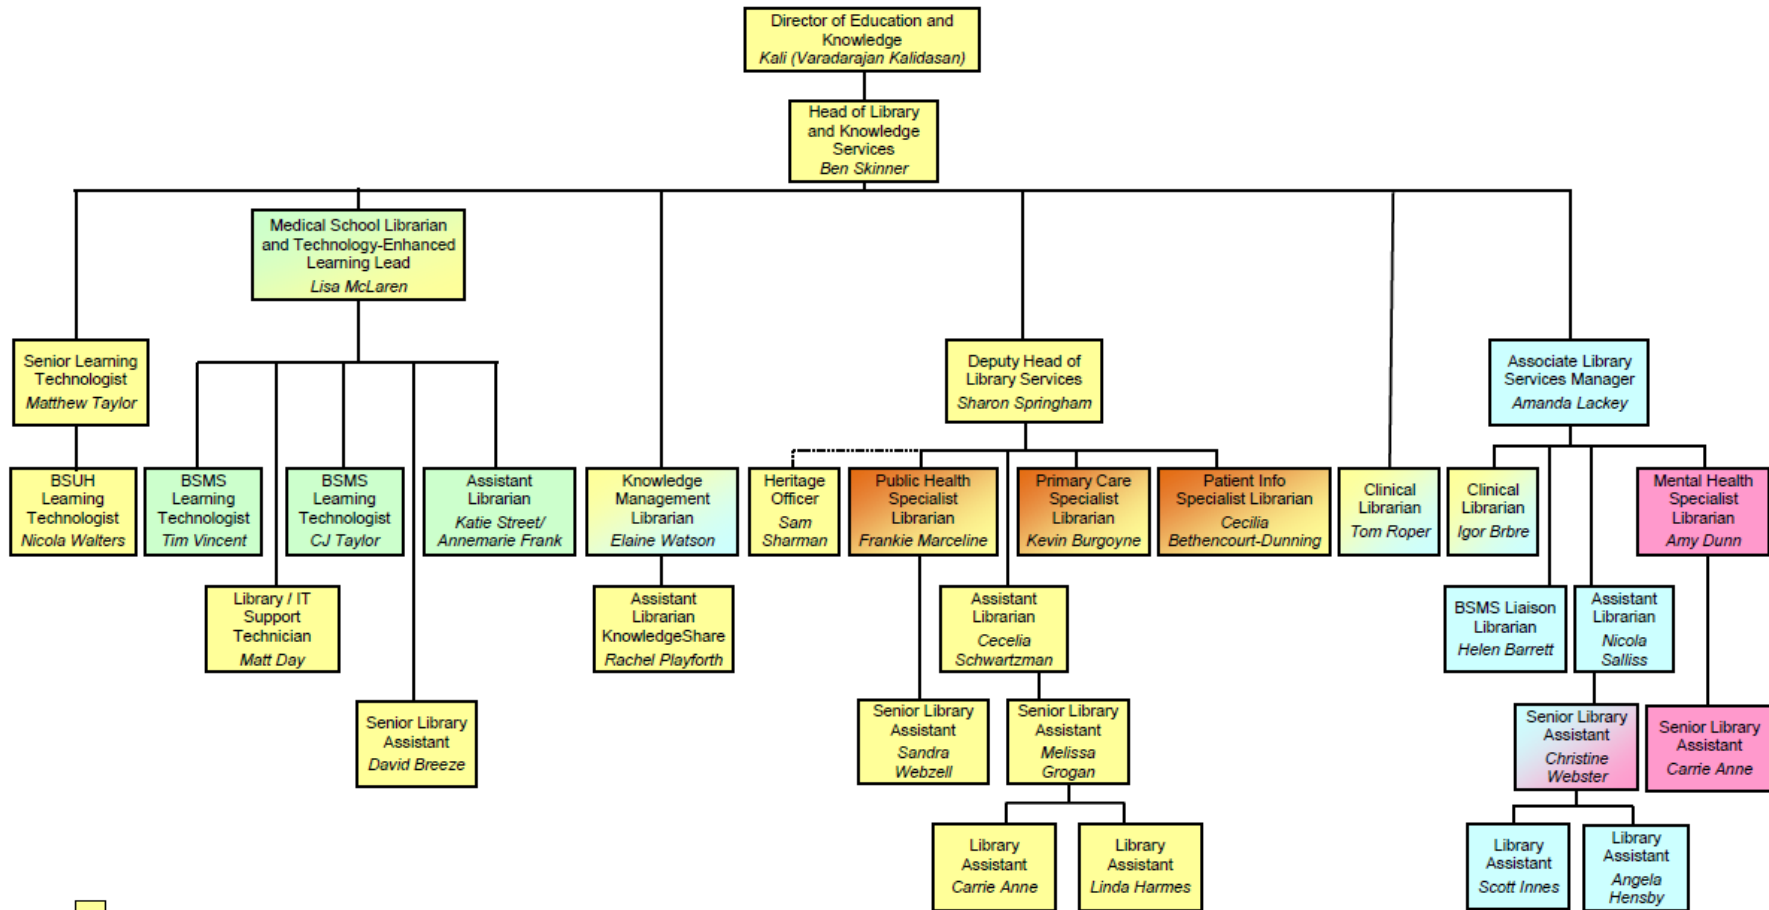 Director of Education and
Knowledge
Kali (Varadarajan Kalidasan)
Head of Library
and Knowledge
Services
Ben Skinner
Medical School Librarian
and Technology-Enhanced
Learning Lead
Lisa McLaren
Senior Learning
Technologist
Matthew Taylor
Deputy Head of
Library Services
Sharon Springham
Associate Library
Services Manager
Amanda Lackey
BSUH
Learning
Technologist
Nicola Walters
BSMS
Learning
Technologist
Tim Vincent
BSMS
Learning
Technologist
CJ Taylor
Assistant
Librarian
Katie Street/
Annemarie Frank
Knowledge
Management
Librarian
Elaine Watson
Heritage
Officer
Sam
Sharman
Public Health
Specialist
Librarian
Frankie Marceline
Primary Care
Specialist
Librarian
Kevin Burgoyne
Patient Info
Specialist Librarian
Cecilia
Bethencourt-Dunning
Clinical
Librarian
Tom Roper
Clinical
Librarian
Igor Brbre
Mental Health
Specialist
Librarian
Amy Dunn
Library / IT
Support
Technician
Matt Day
Assistant
Librarian
KnowledgeShare
Rachel Playforth
Assistant
Librarian
Cecelia
Schwartzman
BSMS Liaison
Librarian
Helen Barrett
Assistant
Librarian
Nicola
Salliss
Senior Library
Assistant
David Breeze
Senior Library
Assistant
Sandra
Webzell
Senior Library
Assistant
Melissa
Grogan
Senior Library
Assistant
Christine
Webster
Senior Library
Assistant
Carrie Anne
Library
Assistant
Carrie Anne
Library
Assistant
Linda Harmes
Library
Assistant
Scott Innes
Library
Assistant
Angela
Hensby